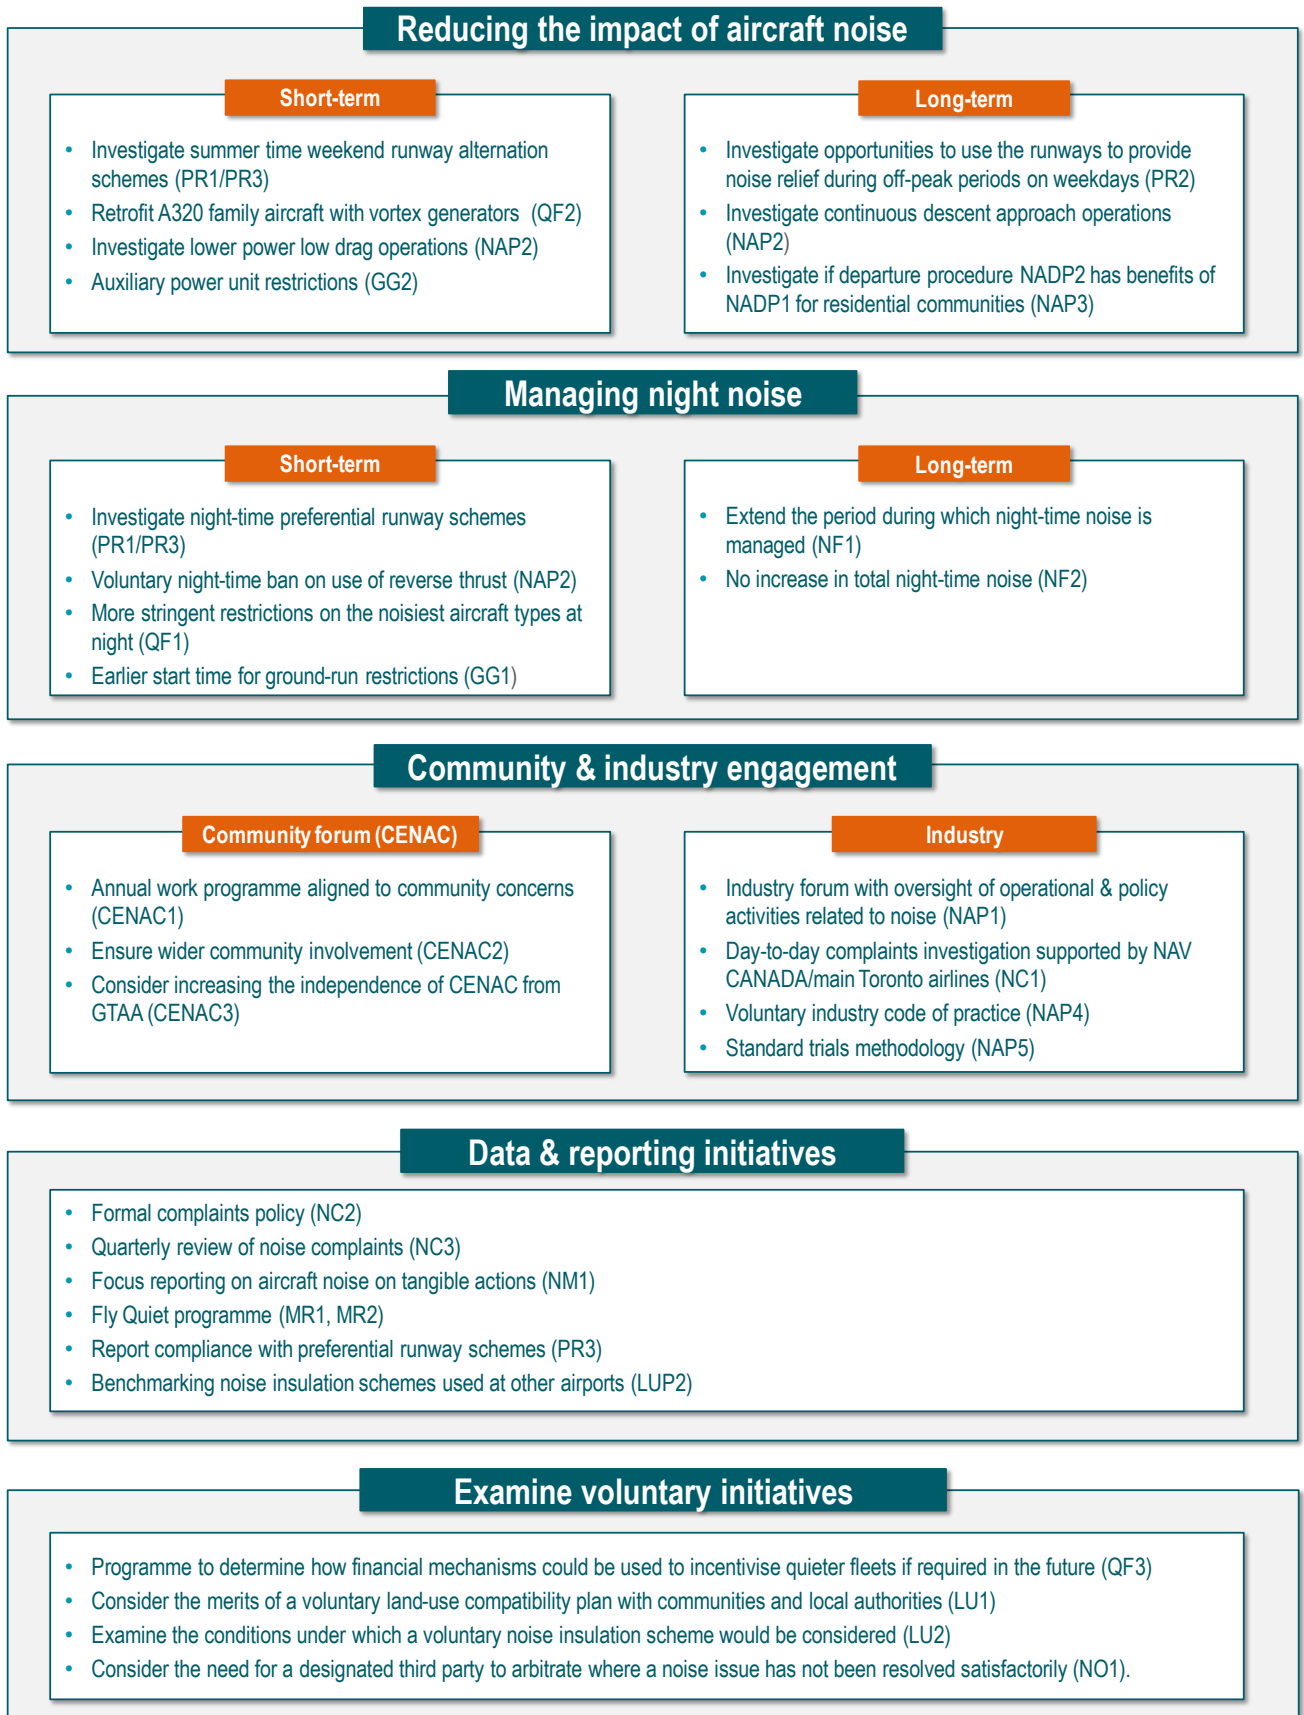 Reducing the impact of aircraft noise
Short-term
• Investigate summer time weekend runway alternation
schemes (PR1/PR3)
• Retrofit A320 family aircraft with vortex generators (QF2)
• Investigate lower power low drag operations (NAP2)
• Auxiliary power unit restrictions (GG2)
Long-term
• Investigate opportunities to use the runways to provide
noise relief during off-peak periods on weekdays (PR2)
• Investigate continuous descent approach operations
(NAP2)
• Investigate if departure procedure NADP2 has benefits of
NADP1 for residential communities (NAP3)
Managing night noise
Short-term
• Investigate night-time preferential runway schemes
(PR1/PR3)
• Voluntary night-time ban on use of reverse thrust (NAP2)
• More stringent restrictions on the noisiest aircraft types at
night (QF1)
• Earlier start time for ground-run restrictions (GG1)
Long-term
• Extend the period during which night-time noise is
managed (NF1)
• No increase in total night-time noise (NF2)
Community & industry engagement
Community forum (CENAC)
• Annual work programme aligned to community concerns
(CENAC1)
• Ensure wider community involvement (CENAC2)
• Consider increasing the independence of CENAC from
GTAA (CENAC3)
Industry
• Industry forum with oversight of operational & policy
activities related to noise (NAP1)
• Day-to-day complaints investigation supported by NAV
CANADA/main Toronto airlines (NC1)
• Voluntary industry code of practice (NAP4)
• Standard trials methodology (NAP5)
Data & reporting initiatives
• Formal complaints policy (NC2)
• Quarterly review of noise complaints (NC3)
• Focus reporting on aircraft noise on tangible actions (NM1)
• Fly Quiet programme (MR1, MR2)
• Report compliance with preferential runway schemes (PR3)
• Benchmarking noise insulation schemes used at other airports (LUP2)
Examine voluntary initiatives
• Programme to determine how financial mechanisms could be used to incentivise quieter fleets if required in the future (QF3)
• Consider the merits of a voluntary land-use compatibility plan with communities and local authorities (LU1)
• Examine the conditions under which a voluntary noise insulation scheme would be considered (LU2)
• Consider the need for a designated third party to arbitrate where a noise issue has not been resolved satisfactorily (NO1).